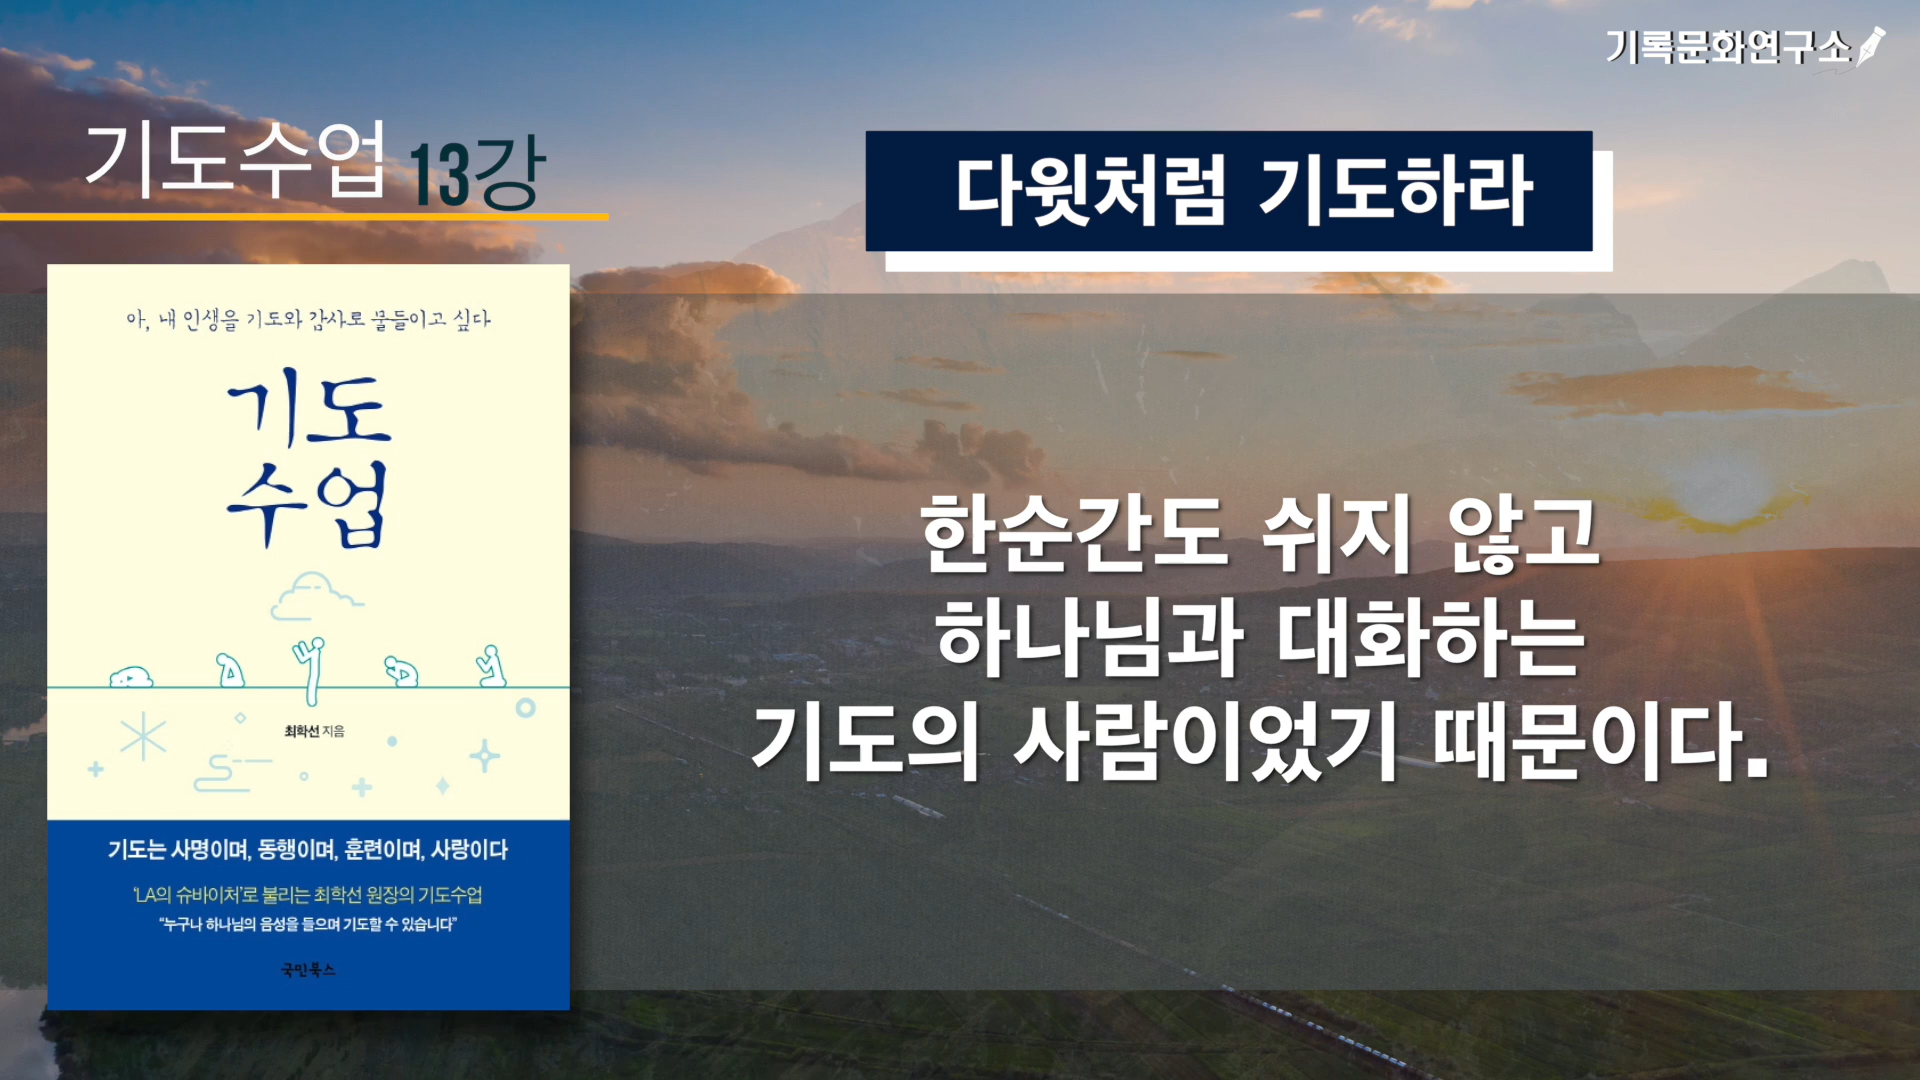 기록문화연구소
기도수업 13강
다윗처럼 기도하라
아, 내 인생을 기도와 감사로 물들이고 싶다
기도
수업
최학선 지음
기도는 사명이며, 동행이며, 훈련이며, 사랑이다
‘LA의 슈바이처’로 불리는 최학선 원장의 기도수업
“누구나 하나님의 음성을 들으며 기도할 수 있습니다”
국민북스
한순간도 쉬지 않고
하나님과 대화하는
기도의 사람이었기 때문이다.